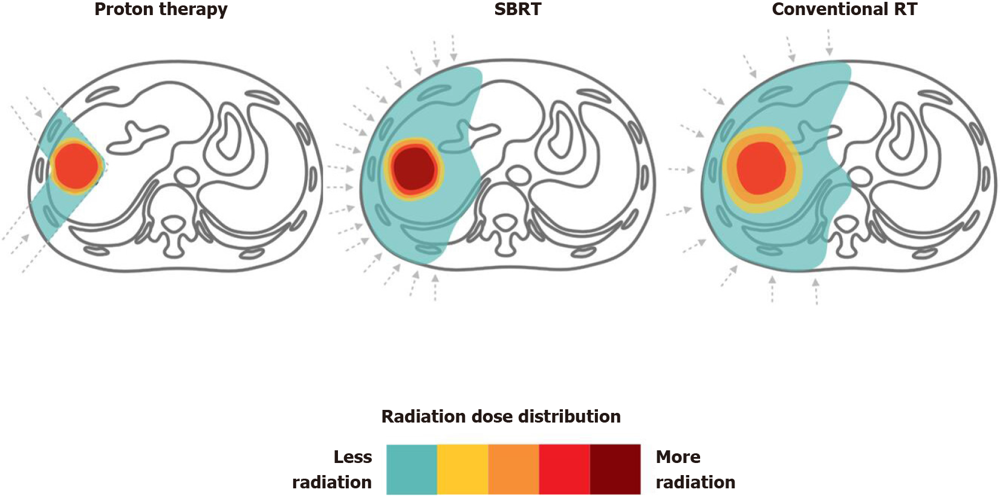 Proton therapy
SBRT
Conventional RT
Radiation dose distribution
Less
radiation
More
radiation